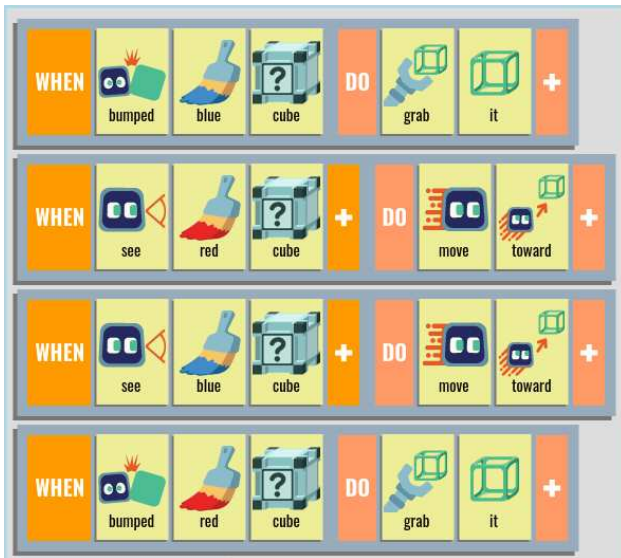 WHEN DO +
bumped blue cube grab it
WHEN + DO +
see red cube move toward
WHEN + DO +
see blue cube move toward
WHEN DO +
bumped red cube grab it